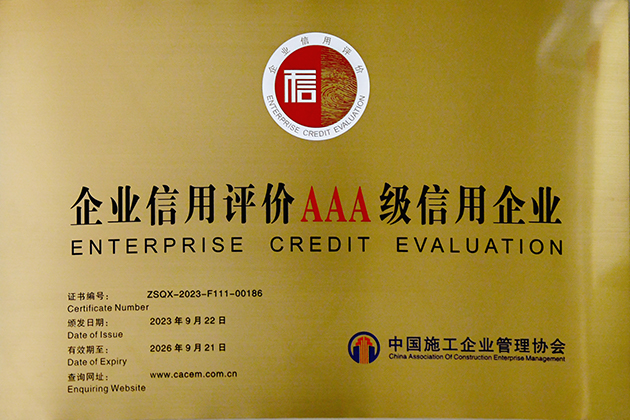 企业信用评价
信
ENTERPRISE CREDIT EVALUATION
企业信用评价AAA级信用企业
ENTERPRISE CREDIT EVALUATION
证书编号: ZSQX-2023-F111-00186
Certificate Number
颁发日期: 2023年9月22日
Date of Issue
有效期至: 2026年9月21日
Date of Expiry
查询网址: www.cacem.com.cn
Enquiring Website
中国施工企业管理协会
China Association Of Construction Enterprise Management